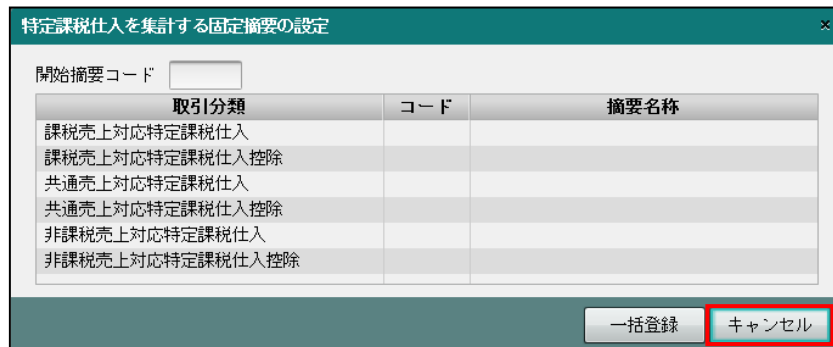 特定課税仕入を集計する固定摘要の設定 ×
開始摘要コード
取引分類 コード 摘要名称
課税売上対応特定課税仕入
課税売上対応特定課税仕入控除
共通売上対応特定課税仕入
共通売上対応特定課税仕入控除
非課税売上対応特定課税仕入
非課税売上対応特定課税仕入控除
一括登録 キャンセル